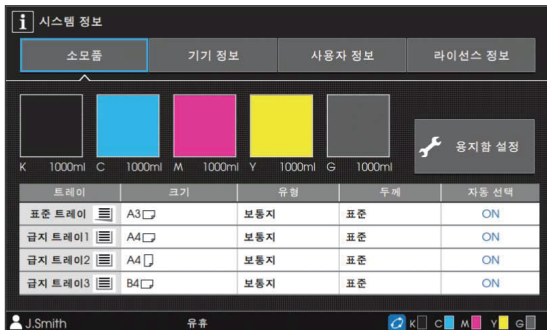 i 시스템 정보
소모품 기기 정보 사용자 정보 라이선스 정보
K 1000ml C 1000ml M 1000ml Y 1000ml G 1000ml
용지함 설정
트레이 크기 유형 두께 자동 선택
표준 트레이 A3 보통지 표준 ON
급지 트레이1 A4 보통지 표준 ON
급지 트레이2 A4 보통지 표준 ON
급지 트레이3 B4 보통지 표준 ON
J.Smith 유휴 K C M Y G